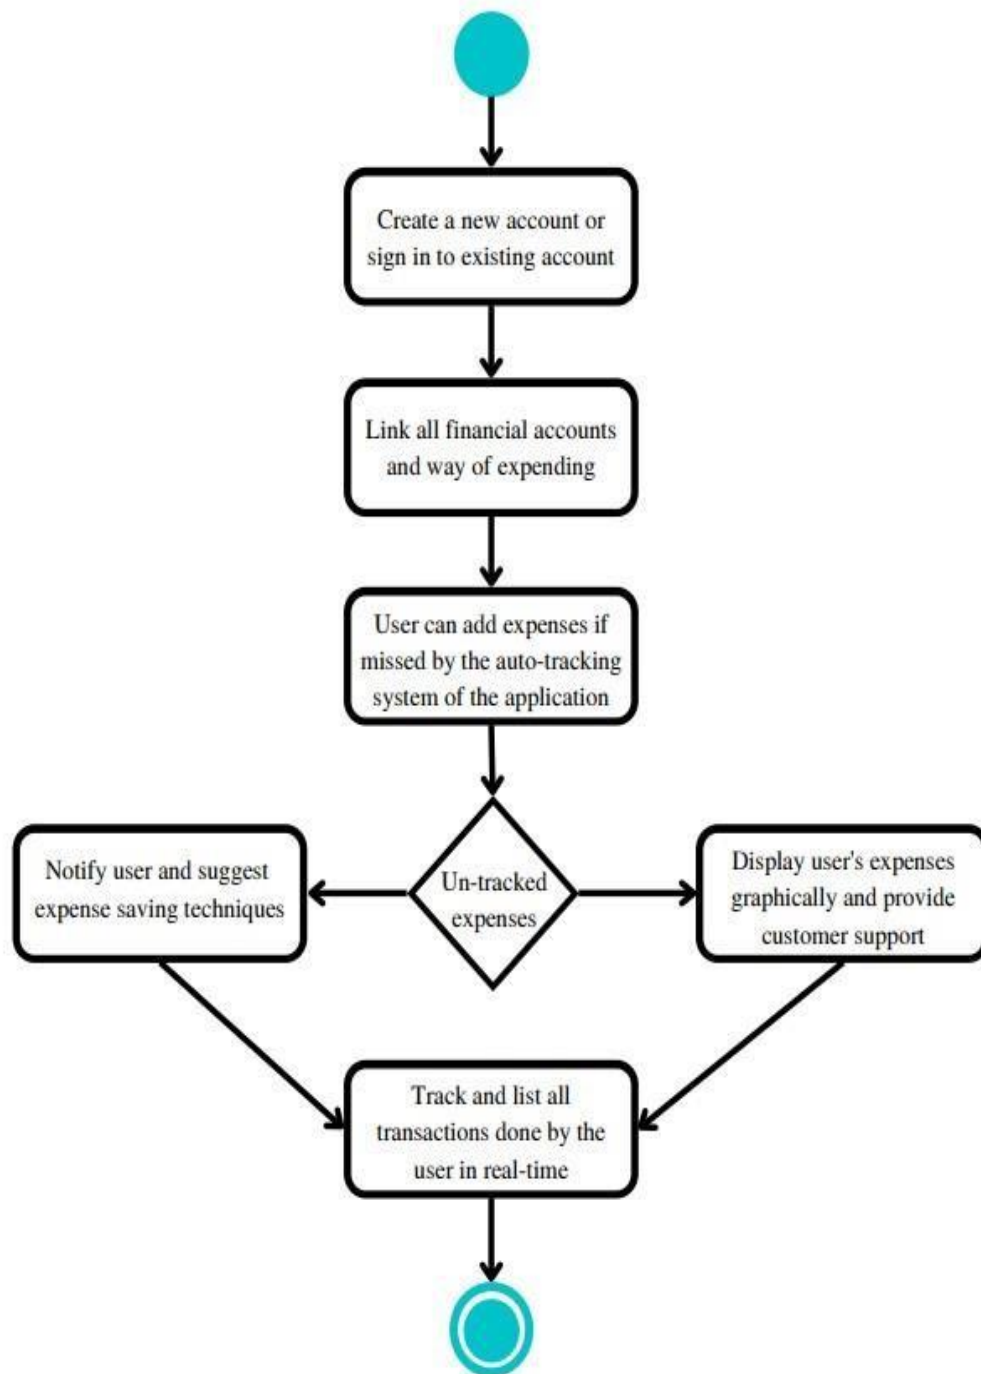 Create a new account or
sign in to existing account
Link all financial accounts
and way of expending
User can add expenses if
missed by the auto-tracking
system of the application
Un-tracked
expenses
Notify user and suggest
expense saving techniques
Display user's expenses
graphically and provide
customer support
Track and list all
transactions done by the
user in real-time